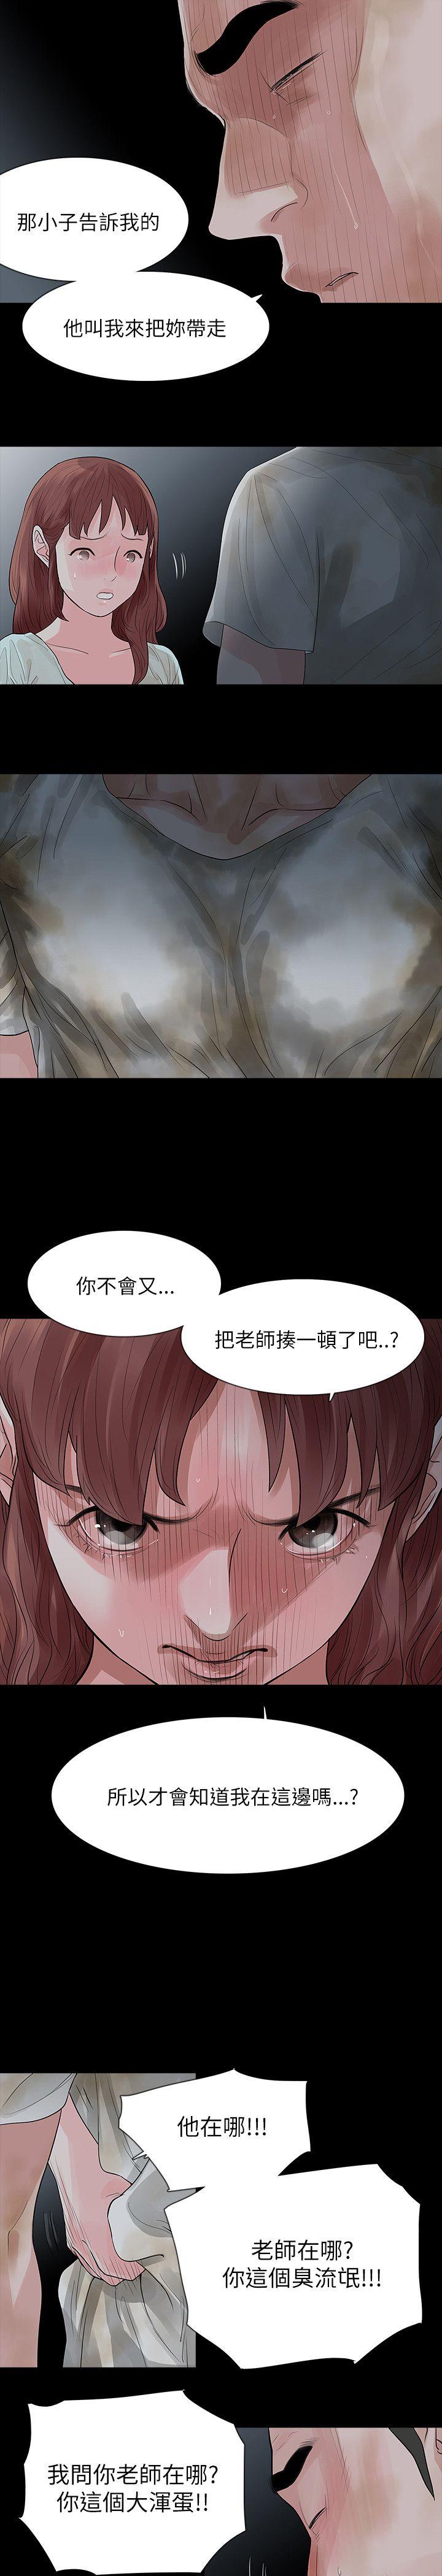 那小子告訴我的
他叫我來把妳帶走
你不會又...
把老師揍一頓了吧..?
所以才會知道我在這邊嗎...?
他在哪!!!
老師在哪?
你這個臭流氓!!!
我問你老師在哪?
你這個大渾蛋!!